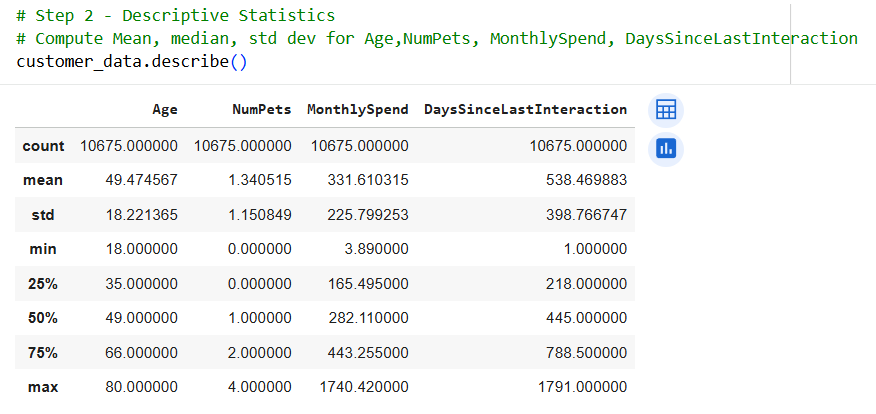 # Step 2 - Descriptive Statistics
# Compute Mean, median, std dev for Age,NumPets, MonthlySpend, DaysSinceLastInteraction
customer_data.describe()
Age NumPets MonthlySpend DaysSinceLastInteraction
count 10675.000000 10675.000000 10675.000000 10675.000000
mean 49.474567 1.340515 331.610315 538.469883
std 18.221365 1.150849 225.799253 398.766747
min 18.000000 0.000000 3.890000 1.000000
25% 35.000000 0.000000 165.495000 218.000000
50% 49.000000 1.000000 282.110000 445.000000
75% 66.000000 2.000000 443.255000 788.500000
max 80.000000 4.000000 1740.420000 1791.000000